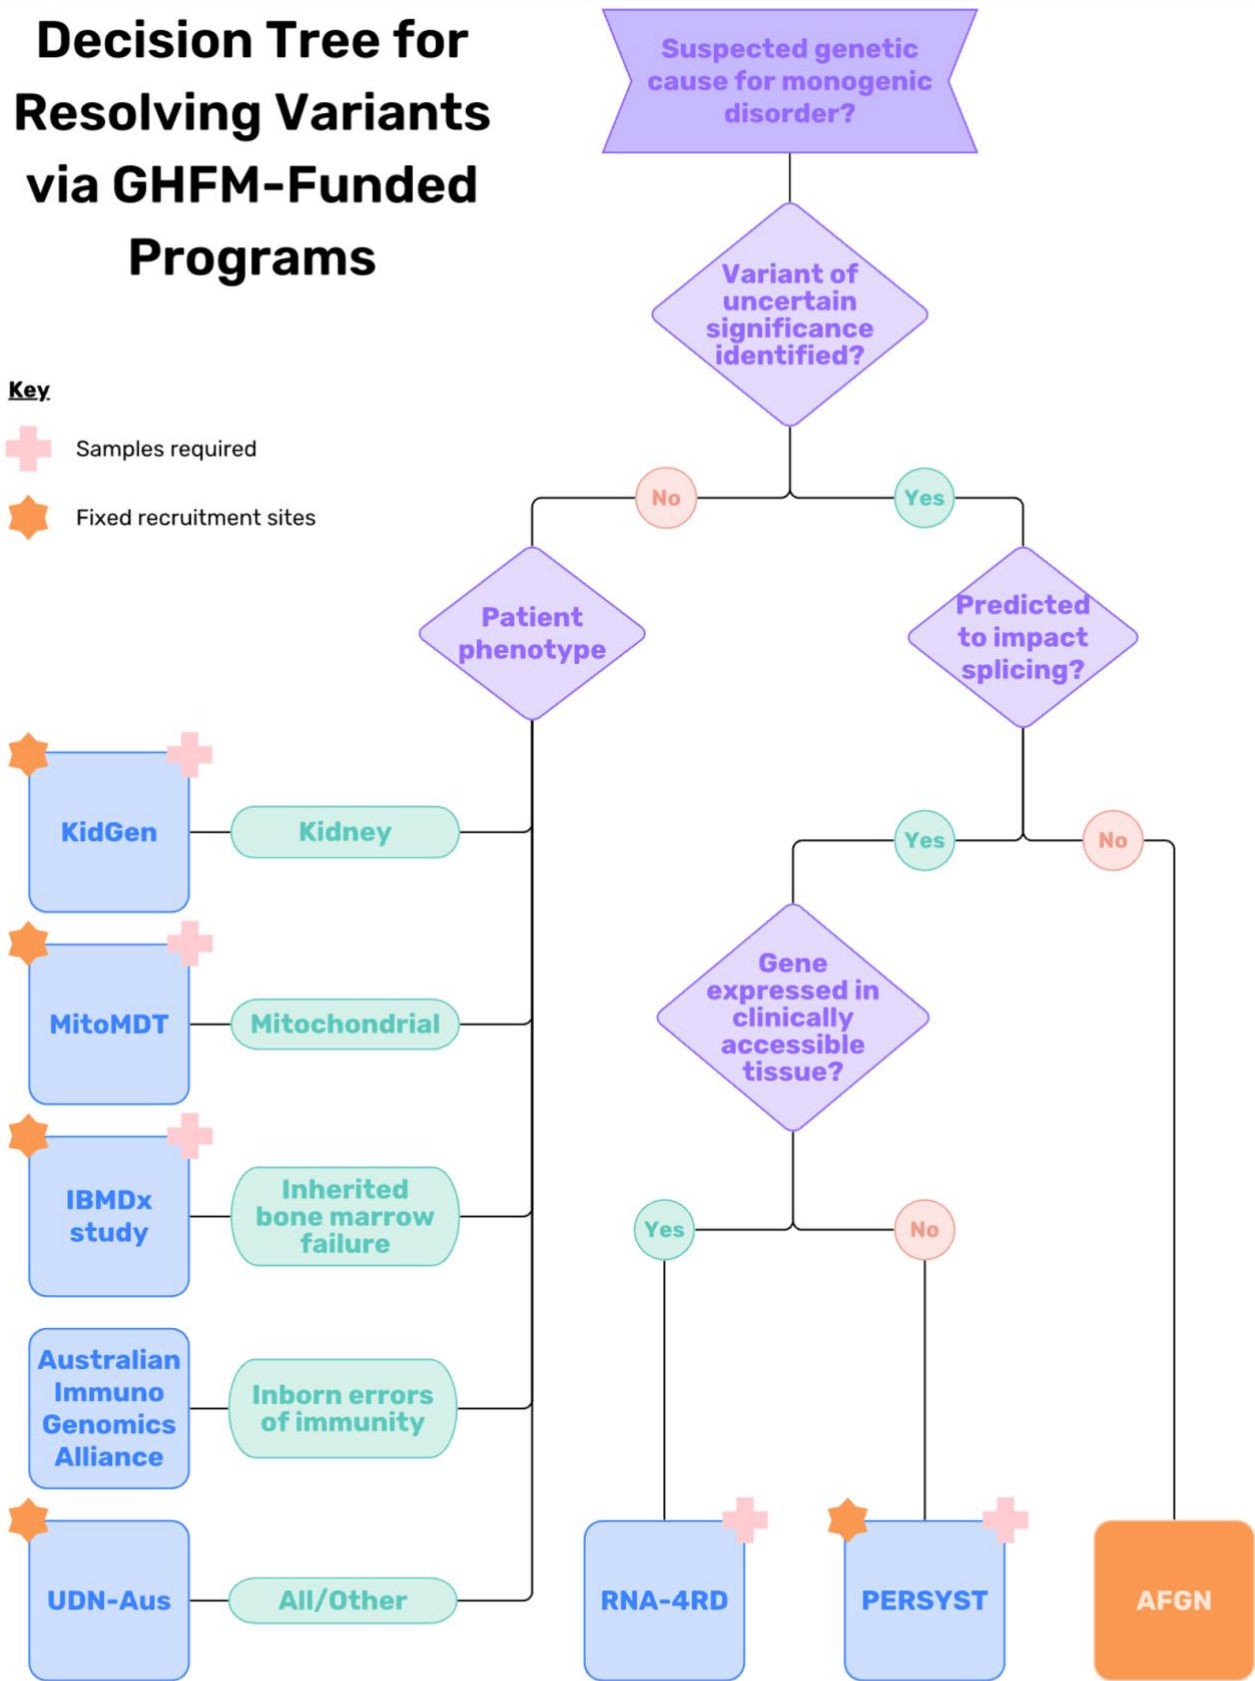 Decision Tree for
Resolving Variants
via GHFM-Funded
Programs
Suspected genetic
cause for monogenic
disorder?
Variant of
uncertain
significance
identified?
Key
Samples required
Fixed recruitment sites
No
Yes
Patient
phenotype
Predicted
to impact
splicing?
KidGen
Kidney
Yes
No
MitoMDT
Mitochondrial
Gene
expressed in
clinically
accessible
tissue?
IBMDx
study
Inherited
bone marrow
failure
Yes
No
Australian
Immuno
Genomics
Alliance
Inborn errors
of immunity
UDN-Aus
All/Other
RNA-4RD
PERSYST
AFGN